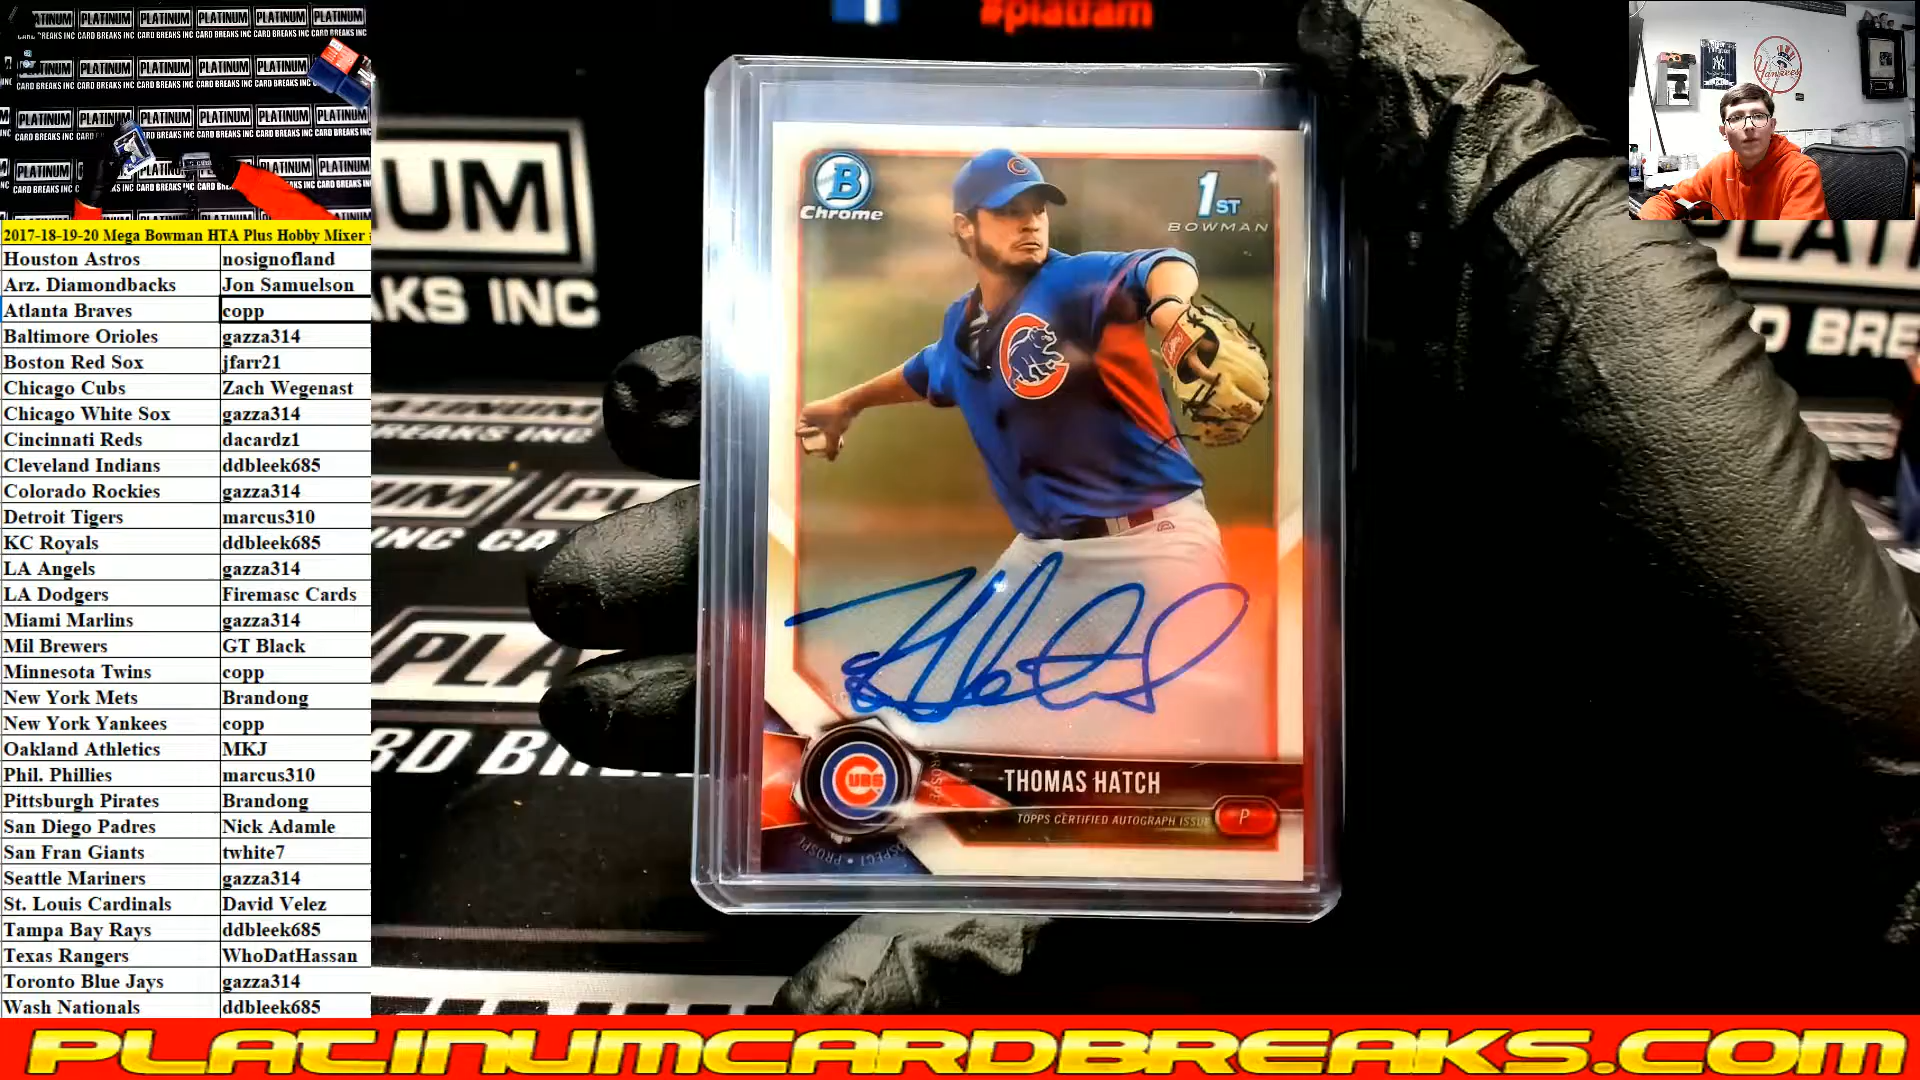 #platfam
2017-18-19-20 Mega Bowman HTA Plus Hobby Mixer
Houston Astros nosignofland
Arz. Diamondbacks Jon Samuelson
Atlanta Braves copp
Baltimore Orioles gazza314
Boston Red Sox jfarr21
Chicago Cubs Zach Wegenast
Chicago White Sox gazza314
Cincinnati Reds dacardz1
Cleveland Indians ddbleek685
Colorado Rockies gazza314
Detroit Tigers marcus310
KC Royals ddbleek685
LA Angels gazza314
LA Dodgers Firemasc Cards
Miami Marlins gazza314
Mil Brewers GT Black
Minnesota Twins copp
New York Mets Brandong
New York Yankees copp
Oakland Athletics MKJ
Phil. Phillies marcus310
Pittsburgh Pirates Brandong
San Diego Padres Nick Adamle
San Fran Giants twhite7
Seattle Mariners gazza314
St. Louis Cardinals David Velez
Tampa Bay Rays ddbleek685
Texas Rangers WhoDatHassan
Toronto Blue Jays gazza314
Wash Nationals ddbleek685
B
Chrome
1ST
BOWMAN
CUBS
THOMAS HATCH
TOPPS CERTIFIED AUTOGRAPH ISSUE
P
Yankees
PLATINUM
CARD BREAKS INC
PLATINUMCARDBREAKS.COM